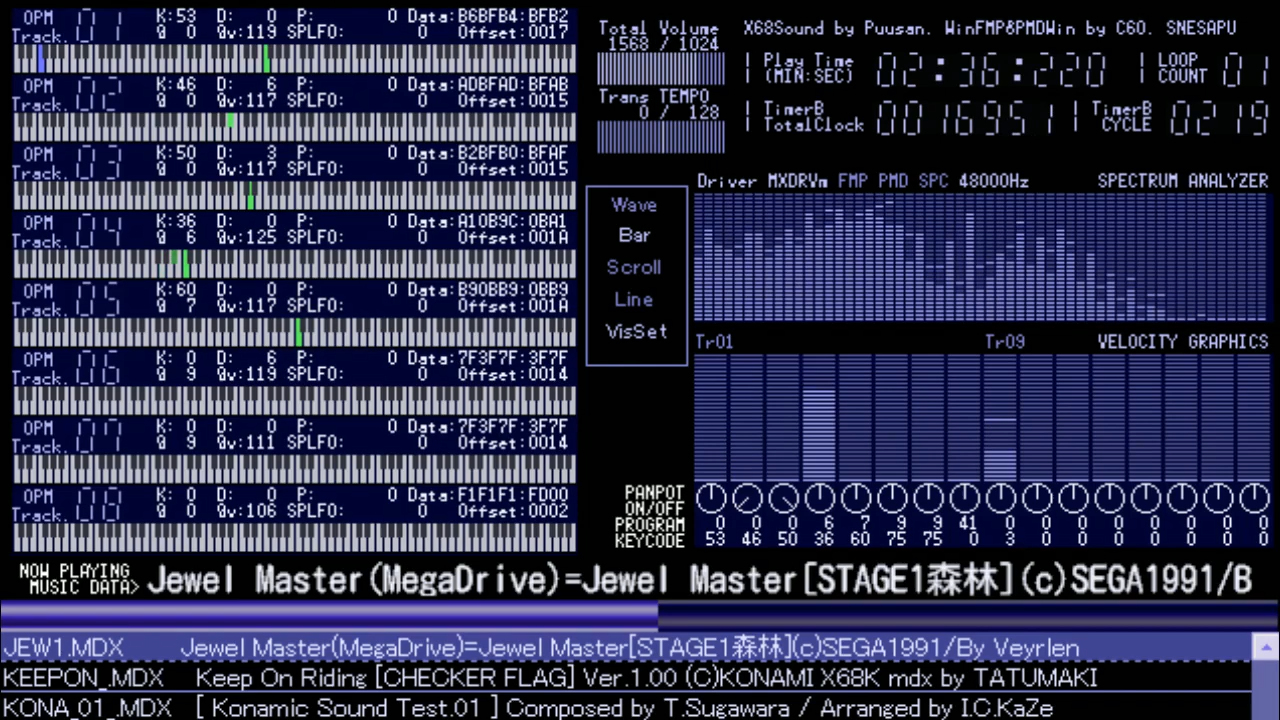 OPM Track. 01 K:53 D: 0 P: 0 Data:B6BFB4:BFB2
@ 0 @v:119 SPLFO: 0 Offset:0017
OPM Track. 02 K:46 D: 6 P: 0 Data:ADBFAD:BFAB
@ 0 @v:117 SPLFO: 0 Offset:0015
OPM Track. 03 K:50 D: 3 P: 0 Data:B2BFB0:BFAF
@ 0 @v:117 SPLFO: 0 Offset:0015
OPM Track. 04 K:36 D: 0 P: 0 Data:A10B9C:0BA1
@ 6 @v:125 SPLFO: 0 Offset:001A
OPM Track. 05 K:60 D: 0 P: 0 Data:B90BB9:0BB9
@ 7 @v:117 SPLFO: 0 Offset:001A
OPM Track. 06 K: 0 D: 6 P: 0 Data:7F3F7F:3F7F
@ 9 @v:119 SPLFO: 0 Offset:0014
OPM Track. 07 K: 0 D: 0 P: 0 Data:7F3F7F:3F7F
@ 9 @v:111 SPLFO: 0 Offset:0014
OPM Track. 08 K: 0 D: 0 P: 0 Data:F1F1F1:FD00
@ 0 @v:106 SPLFO: 0 Offset:0002
Total Volume
1568 / 1024
Trans TEMPO
0 / 128
X68Sound by Puusan. WinFMP&PMDWin by C60. SNESAPU
Play Time (MIN:SEC) 02:36:220 LOOP COUNT 01
TimerB TotalClock 0016951 TimerB CYCLE 0219
Wave
Bar
Scroll
Line
VisSet
Driver MXDRVm FMP PMD SPC 48000Hz SPECTRUM ANALYZER
Tr01 Tr09 VELOCITY GRAPHICS
PANPOT
ON/OFF
PROGRAM 0 0 0 6 7 9 9 41 0 0 0 0 0 0 0 0
KEYCODE 53 46 50 36 60 75 75 0 3 0 0 0 0 0 0 0
NOW PLAYING MUSIC DATA> Jewel Master(MegaDrive)=Jewel Master[STAGE1森林](c)SEGA1991/B
JEW1.MDX Jewel Master(MegaDrive)=Jewel Master[STAGE1森林](c)SEGA1991/By Veyrlen
KEEPON_.MDX Keep On Riding [CHECKER FLAG] Ver.1.00 (C)KONAMI X68K mdx by TATUMAKI
KONA_01_MDX [ Konamic Sound Test.01 ] Composed by T.Sugawara / Arranged by I.C.KaZe